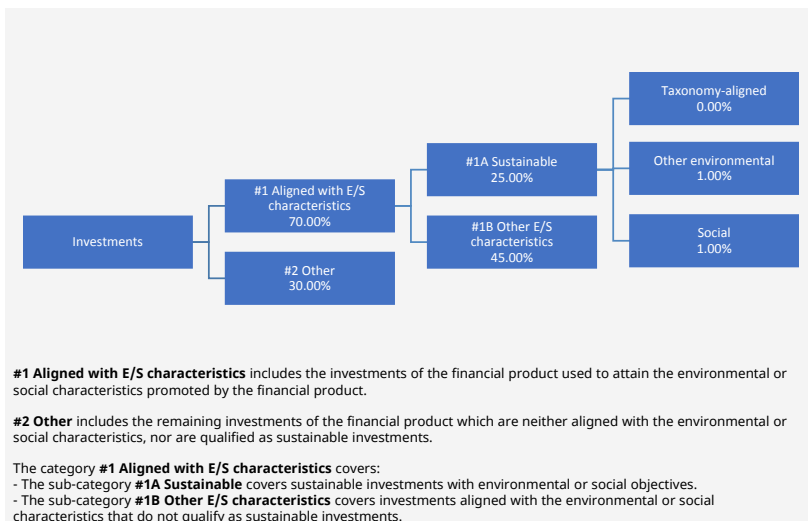 Taxonomy-aligned
0.00%
#1A Sustainable
25.00%
Other environmental
1.00%
#1 Aligned with E/S
characteristics
70.00%
#1B Other E/S
characteristics
45.00%
Social
1.00%
Investments
#2 Other
30.00%
#1 Aligned with E/S characteristics includes the investments of the financial product used to attain the environmental or
social characteristics promoted by the financial product.
#2 Other includes the remaining investments of the financial product which are neither aligned with the environmental or
social characteristics, nor are qualified as sustainable investments.
The category #1 Aligned with E/S characteristics covers:
- The sub-category #1A Sustainable covers sustainable investments with environmental or social objectives.
- The sub-category #1B Other E/S characteristics covers investments aligned with the environmental or social
characteristics that do not qualify as sustainable investments.